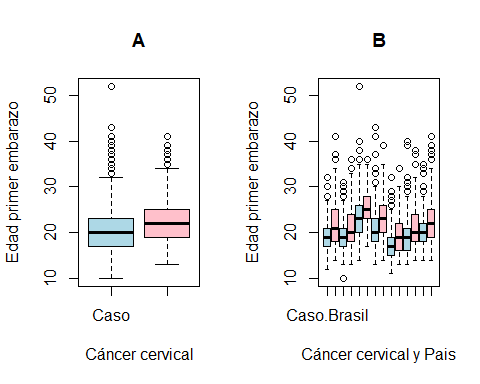 A
Edad primer embarazo
50
40
30
20
10
Caso
Cáncer cervical
B
Edad primer embarazo
50
40
30
20
10
Caso.Brasil
Cáncer cervical y Pais